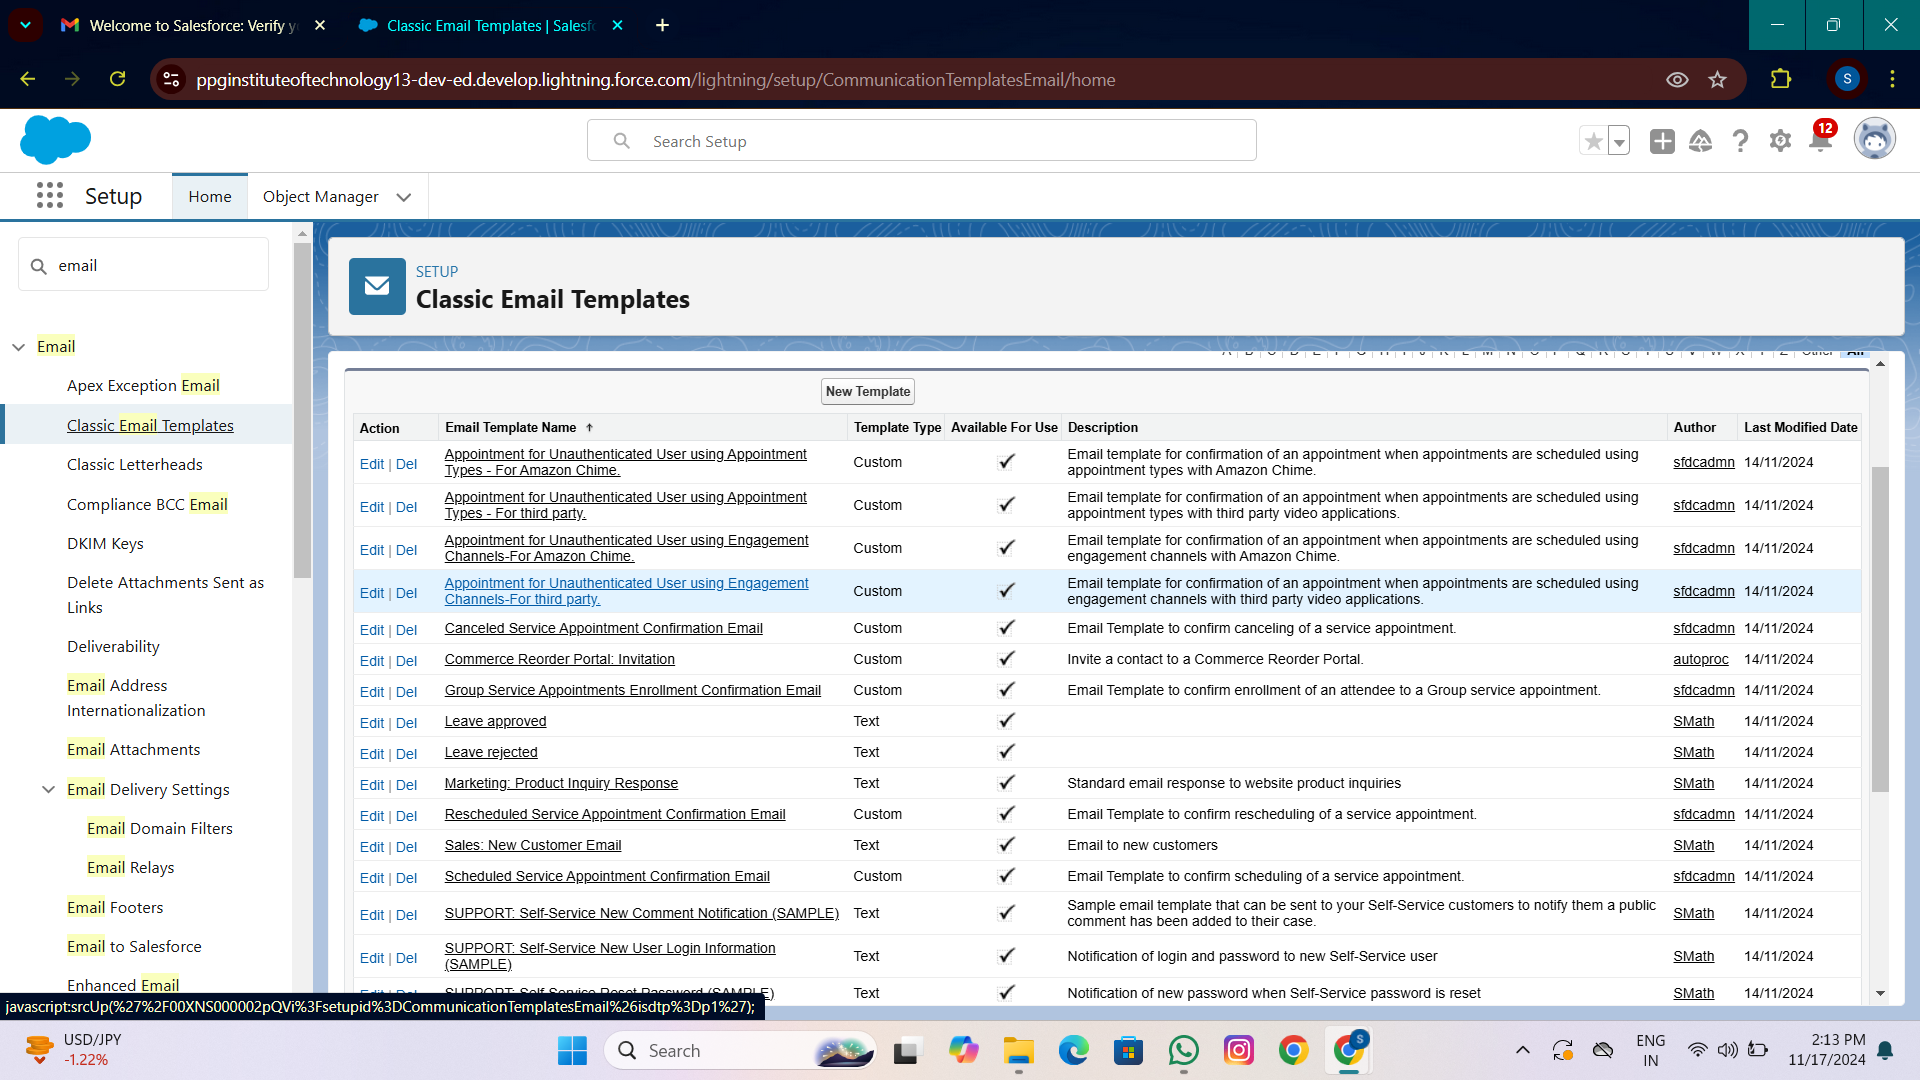 Welcome to Salesforce: Verify y
Classic Email Templates | Salesf
ppginstituteoftechnology13-dev-ed.develop.lightning.force.com/lightning/setup/CommunicationTemplatesEmail/home
S
Search Setup
12
Setup
Home
Object Manager
email
Email
Apex Exception Email
Classic Email Templates
Classic Letterheads
Compliance BCC Email
DKIM Keys
Delete Attachments Sent as
Links
Deliverability
Email Address
Internationalization
Email Attachments
Email Delivery Settings
Email Domain Filters
Email Relays
Email Footers
Email to Salesforce
Enhanced Email
SETUP
Classic Email Templates
New Template
Action Email Template Name Template Type Available For Use Description Author Last Modified Date
Edit | Del Appointment for Unauthenticated User using Appointment Types - For Amazon Chime. Custom Email template for confirmation of an appointment when appointments are scheduled using appointment types with Amazon Chime. sfdcadmn 14/11/2024
Edit | Del Appointment for Unauthenticated User using Appointment Types - For third party. Custom Email template for confirmation of an appointment when appointments are scheduled using appointment types with third party video applications. sfdcadmn 14/11/2024
Edit | Del Appointment for Unauthenticated User using Engagement Channels-For Amazon Chime. Custom Email template for confirmation of an appointment when appointments are scheduled using engagement channels with Amazon Chime. sfdcadmn 14/11/2024
Edit | Del Appointment for Unauthenticated User using Engagement Channels-For third party. Custom Email template for confirmation of an appointment when appointments are scheduled using engagement channels with third party video applications. sfdcadmn 14/11/2024
Edit | Del Canceled Service Appointment Confirmation Email Custom Email Template to confirm canceling of a service appointment. sfdcadmn 14/11/2024
Edit | Del Commerce Reorder Portal: Invitation Custom Invite a contact to a Commerce Reorder Portal. autoproc 14/11/2024
Edit | Del Group Service Appointments Enrollment Confirmation Email Custom Email Template to confirm enrollment of an attendee to a Group service appointment. sfdcadmn 14/11/2024
Edit | Del Leave approved Text SMath 14/11/2024
Edit | Del Leave rejected Text SMath 14/11/2024
Edit | Del Marketing: Product Inquiry Response Text Standard email response to website product inquiries SMath 14/11/2024
Edit | Del Rescheduled Service Appointment Confirmation Email Custom Email Template to confirm rescheduling of a service appointment. sfdcadmn 14/11/2024
Edit | Del Sales: New Customer Email Text Email to new customers SMath 14/11/2024
Edit | Del Scheduled Service Appointment Confirmation Email Custom Email Template to confirm scheduling of a service appointment. sfdcadmn 14/11/2024
Edit | Del SUPPORT: Self-Service New Comment Notification (SAMPLE) Text Sample email template that can be sent to your Self-Service customers to notify them a public comment has been added to their case. SMath 14/11/2024
Edit | Del SUPPORT: Self-Service New User Login Information (SAMPLE) Text Notification of login and password to new Self-Service user SMath 14/11/2024
Edit | Del SUPPORT: Self-Service Reset Password (SAMPLE) Text Notification of new password when Self-Service password is reset SMath 14/11/2024
javascript:srcUp(%27%2F00XNS000002pQVi%3Fsetupid%3DCommunicationTemplatesEmail%26isdtp%3Dp1%27);
USD/JPY
-1.22%
Search
S
ENG
IN
2:13 PM
11/17/2024